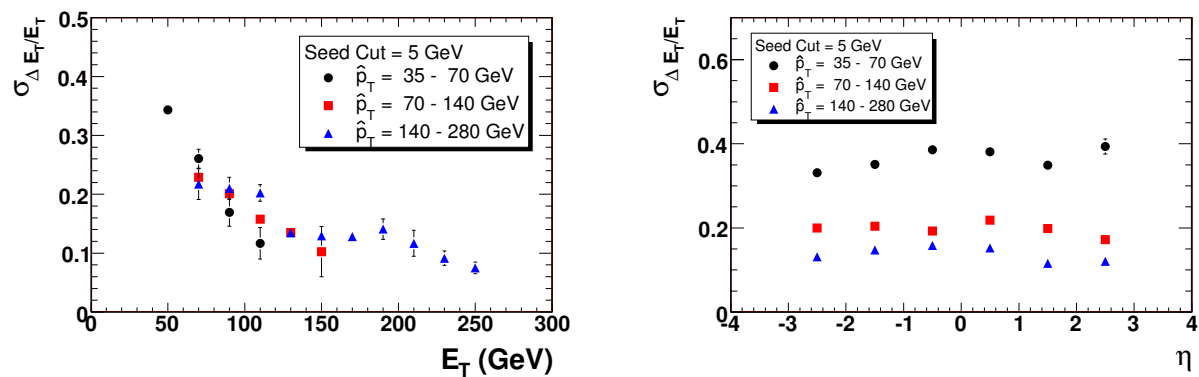 σ_{Δ E_T/E_T}
0.5
0.4
0.3
0.2
0.1
0
0 50 100 150 200 250 300
E_T (GeV)
Seed Cut = 5 GeV
p̂_T = 35 - 70 GeV
p̂_T = 70 - 140 GeV
p̂_T = 140 - 280 GeV
σ_{Δ E_T/E_T}
0.6
0.4
0.2
0
-4 -3 -2 -1 0 1 2 3 4
η
Seed Cut = 5 GeV
p̂_T = 35 - 70 GeV
p̂_T = 70 - 140 GeV
p̂_T = 140 - 280 GeV